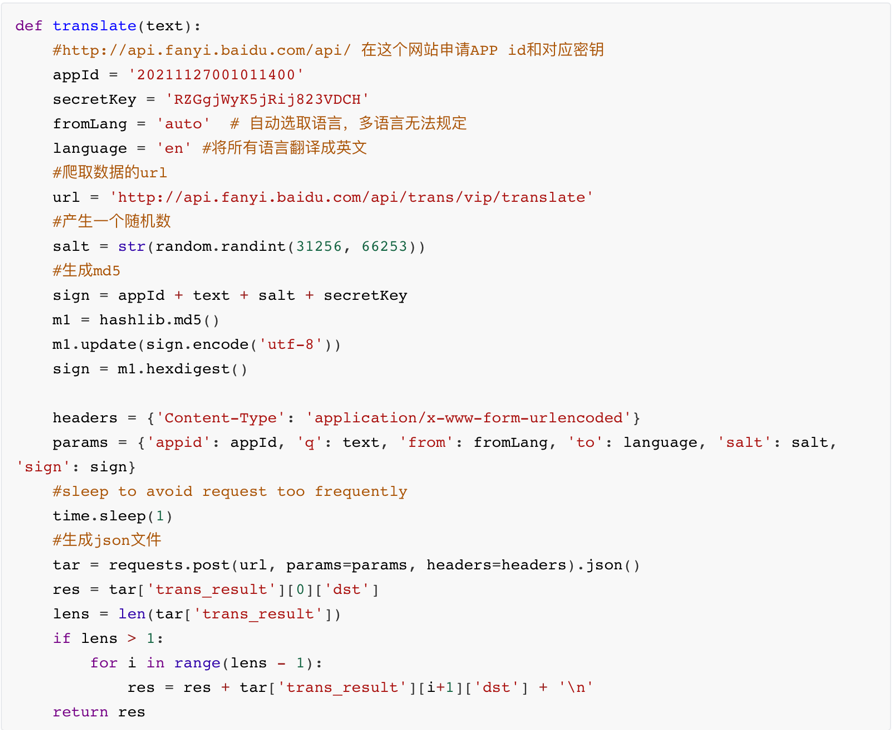 def translate(text):
    #http://api.fanyi.baidu.com/api/ 在这个网站申请APP id和对应密钥
    appId = '20211127001011400'
    secretKey = 'RZGgjWyK5jRij823VDCH'
    fromLang = 'auto'  # 自动选取语言，多语言无法规定
    language = 'en' #将所有语言翻译成英文
    #爬取数据的url
    url = 'http://api.fanyi.baidu.com/api/trans/vip/translate'
    #产生一个随机数
    salt = str(random.randint(31256, 66253))
    #生成md5
    sign = appId + text + salt + secretKey
    m1 = hashlib.md5()
    m1.update(sign.encode('utf-8'))
    sign = m1.hexdigest()

    headers = {'Content-Type': 'application/x-www-form-urlencoded'}
    params = {'appid': appId, 'q': text, 'from': fromLang, 'to': language, 'salt': salt,
'sign': sign}
    #sleep to avoid request too frequently
    time.sleep(1)
    #生成json文件
    tar = requests.post(url, params=params, headers=headers).json()
    res = tar['trans_result'][0]['dst']
    lens = len(tar['trans_result'])
    if lens > 1:
        for i in range(lens - 1):
            res = res + tar['trans_result'][i+1]['dst'] + '\n'
    return res